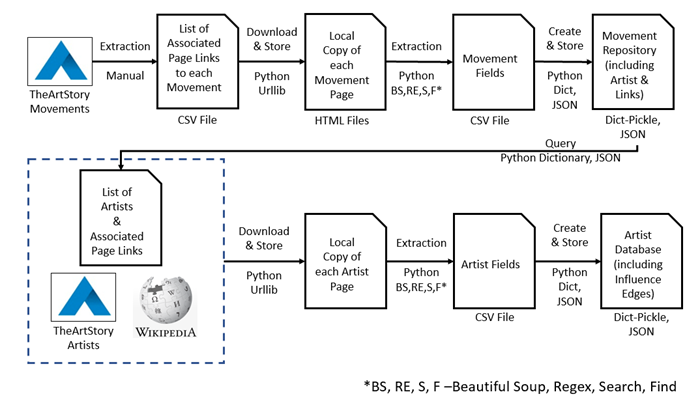 TheArtStory
Movements
Extraction
Manual
List of
Associated
Page Links
to each
Movement
CSV File
Download
& Store
Python
Urllib
Local
Copy of
each
Movement
Page
HTML Files
Extraction
Python
BS,RE,S,F*
Movement
Fields
CSV File
Create
& Store
Python
Dict,
JSON
Movement
Repository
(including
Artist &
Links)
Dict-Pickle,
JSON
Query
Python Dictionary, JSON
List of
Artists
&
Associated
Page Links
TheArtStory
Artists
WIKIPEDIA
Download
& Store
Python
Urllib
Local
Copy of
each Artist
Page
Extraction
Python
BS,RE,S,F*
Artist Fields
CSV File
Create
& Store
Python
Dict,
JSON
Artist
Database
(including
Influence
Edges)
Dict-Pickle,
JSON
*BS, RE, S, F –Beautiful Soup, Regex, Search, Find